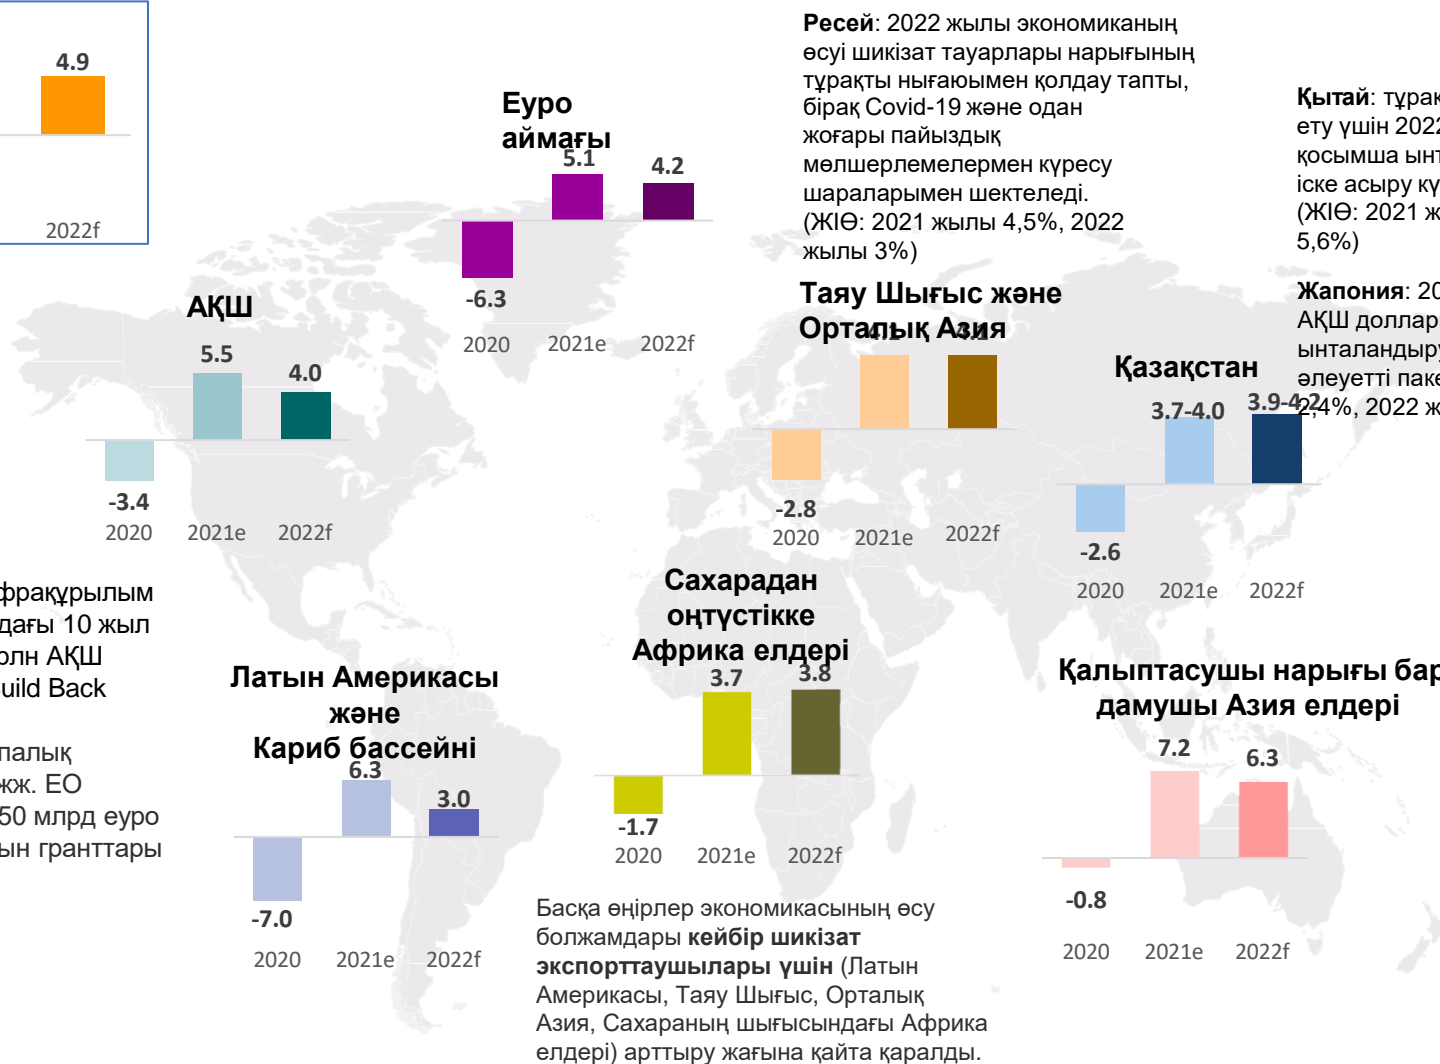 4.9
2022f
Еуро
аймағы
5.1
4.2
-6.3
2020
2021e
2022f
Ресей: 2022 жылы экономиканың
өсуі шикізат тауарлары нарығының
тұрақты нығаюымен қолдау тапты,
бірақ Covid-19 және одан
жоғары пайыздық
мөлшерлемелермен күресу
шараларымен шектеледі.
(ЖІӨ: 2021 жылы 4,5%, 2022
жылы 3%)
Қытай: тұрақ
ету үшін 2022
қосымша ынт
іске асыру кү
(ЖІӨ: 2021 ж
5,6%)
Жапония: 20
АҚШ доллар
ынталандыру
әлеуетті паке
2,4%, 2022 ж
АҚШ
5.5
4.0
-3.4
2020
2021e
2022f
Таяу Шығыс және
Орталық Азия
-2.8
2020
2021e
2022f
Қазақстан
3.7-4.0
3.9-4.2
-2.6
2020
2021e
2022f
фрақұрылым
дағы 10 жыл
рлн АҚШ
uild Back
палық
жж. ЕО
50 млрд еуро
ын гранттары
Латын Америкасы
және
Кариб бассейні
6.3
3.0
-7.0
2020
2021e
2022f
Сахарадан
оңтүстікке
Африка елдері
3.7
3.8
-1.7
2020
2021e
2022f
Қалыптасушы нарығы бар
дамушы Азия елдері
7.2
6.3
-0.8
2020
2021e
2022f
Басқа өңірлер экономикасының өсу
болжамдары кейбір шикізат
экспорттаушылары үшін (Латын
Америкасы, Таяу Шығыс, Орталық
Азия, Сахараның шығысындағы Африка
елдері) арттыру жағына қайта қаралды.